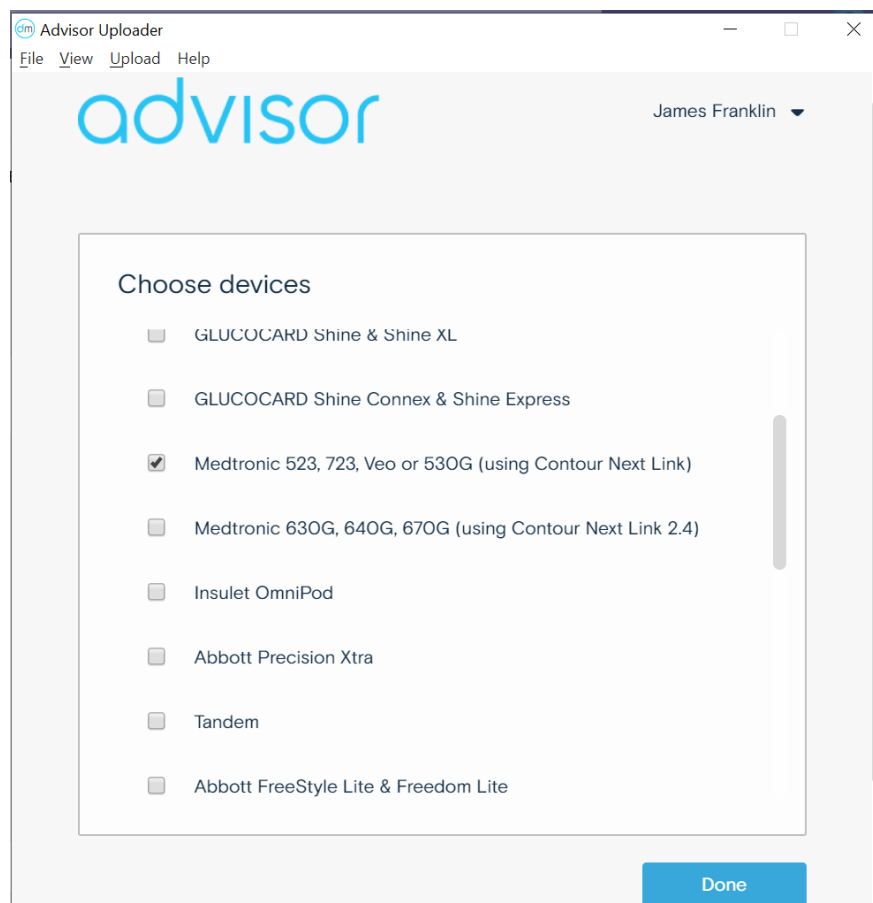 dm Advisor Uploader
File View Upload Help
advisor
James Franklin
Choose devices
GLUCOCARD Shine & Shine XL
GLUCOCARD Shine Connex & Shine Express
Medtronic 523, 723, Veo or 530G (using Contour Next Link)
Medtronic 630G, 640G, 670G (using Contour Next Link 2.4)
Insulet OmniPod
Abbott Precision Xtra
Tandem
Abbott FreeStyle Lite & Freedom Lite
Done